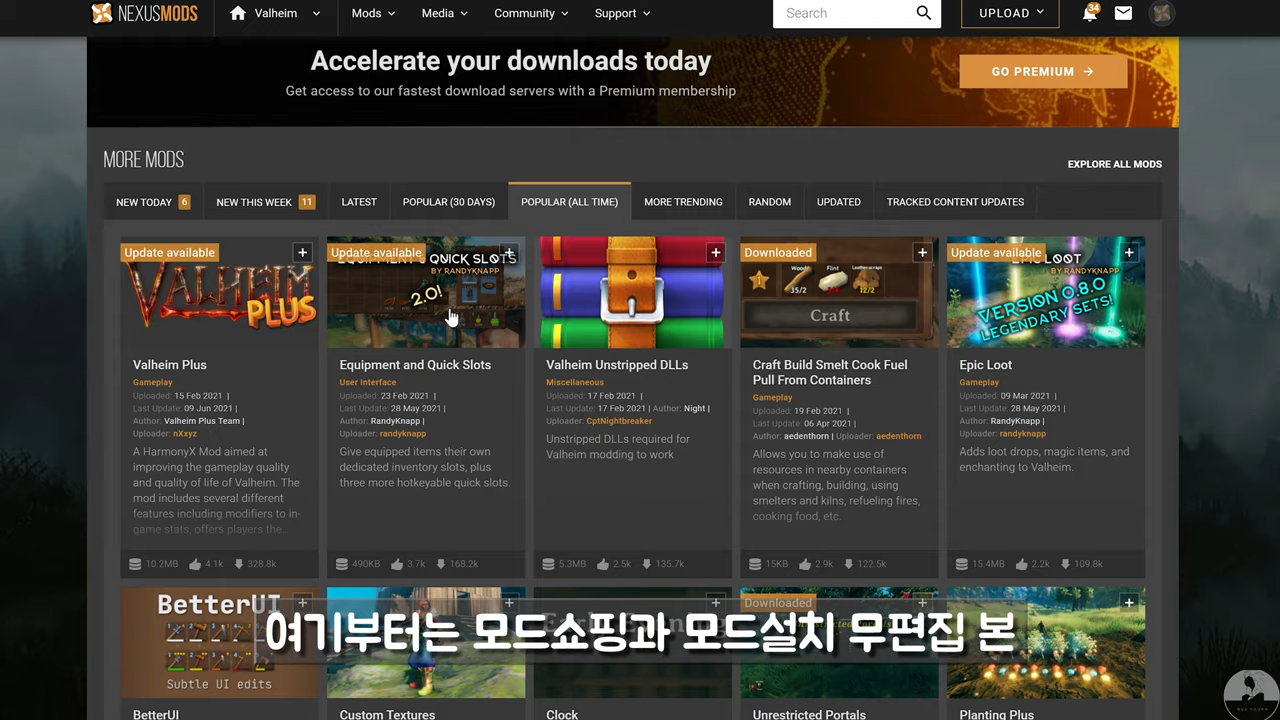 NEXUSMODS
Valheim
Mods
Media
Community
Support
Search
UPLOAD
34
Accelerate your downloads today
Get access to our fastest download servers with a Premium membership
GO PREMIUM
MORE MODS
EXPLORE ALL MODS
NEW TODAY 6
NEW THIS WEEK 11
LATEST
POPULAR (30 DAYS)
POPULAR (ALL TIME)
MORE TRENDING
RANDOM
UPDATED
TRACKED CONTENT UPDATES
Update available
VALHEIM
PLUS
Valheim Plus
Gameplay
Uploaded: 15 Feb 2021 |
Last Update: 09 Jun 2021 |
Author: Valheim Plus Team |
Uploader: nXxyz
A HarmonyX Mod aimed at
improving the gameplay quality
and quality of life of Valheim. The
mod includes several different
features including modifiers to in-
game stats, offers players the...
10.2MB 4.1k 328.8k
Update available
QUICK SLOTS
BY RANDYKNAPP
2.0!
Equipment and Quick Slots
User Interface
Uploaded: 23 Feb 2021 |
Last Update: 28 May 2021 |
Author: RandyKnapp |
Uploader: randyknapp
Give equipped items their own
dedicated inventory slots, plus
three more hotkeyable quick slots.
490KB 3.7k 168.2k
Valheim Unstripped DLLs
Miscellaneous
Uploaded: 17 Feb 2021 |
Last Update: 17 Feb 2021 | Author: Night |
Uploader: CptNightbreaker
Unstripped DLLs required for
Valheim modding to work
5.3MB 2.5k 135.7k
Downloaded
Wood Flint Leather scraps
35/2 12/2
Craft
Craft Build Smelt Cook Fuel
Pull From Containers
Gameplay
Uploaded: 19 Feb 2021 |
Last Update: 06 Apr 2021 |
Author: aedenthorn | Uploader: aedenthorn
Allows you to make use of
resources in nearby containers
when crafting, building, using
smelters and kilns, refueling fires,
cooking food, etc.
15KB 2.9k 122.5k
Update available
LOOT
BY RANDYKNAPP
VERSION 0.8.0
LEGENDARY SETS!
Epic Loot
Gameplay
Uploaded: 09 Mar 2021 |
Last Update: 28 May 2021 |
Author: RandyKnapp |
Uploader: randyknapp
Adds loot drops, magic items, and
enchanting to Valheim.
15.4MB 2.2k 109.8k
BetterUI
Subtle UI edits
Downloaded
여기부터는 모드쇼핑과 모드설치 무편집 본
BetterUI
Custom Textures
Clock
Unrestricted Portals
Planting Plus